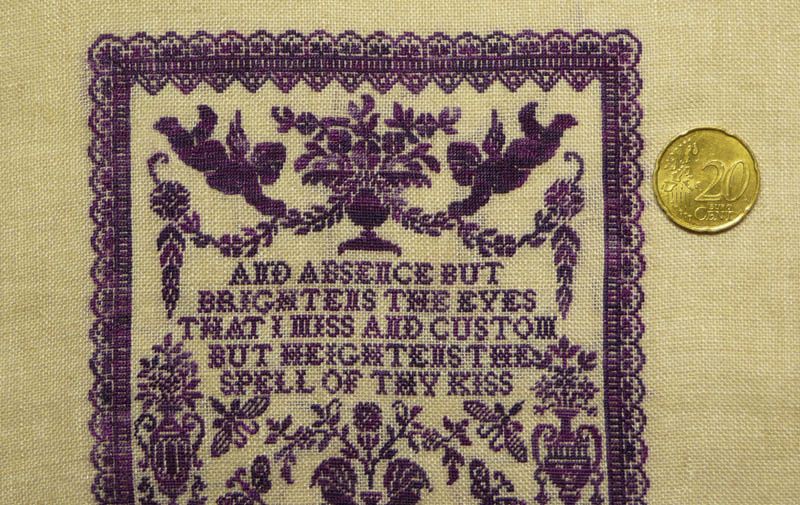 AND ABSENCE BUT
BRIGHTENS THE EYES
THAT I MISS AND CUSTOM
BUT HEIGHTENS THE
SPELL OF THY KISS
20
EURO
CENT